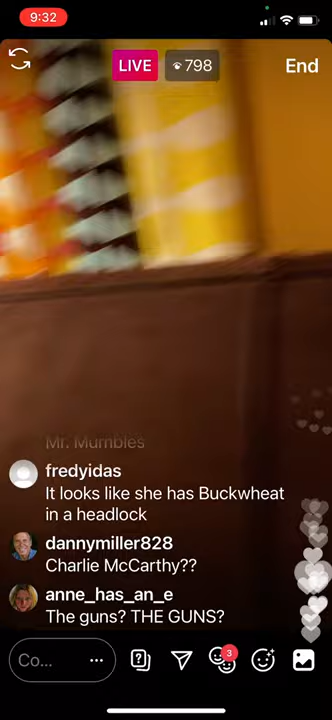 9:32
LIVE
798
End
Mr. Mumbles
fredyidas
It looks like she has Buckwheat
in a headlock
dannymiller828
Charlie McCarthy??
anne_has_an_e
The guns? THE GUNS?
Co...
3